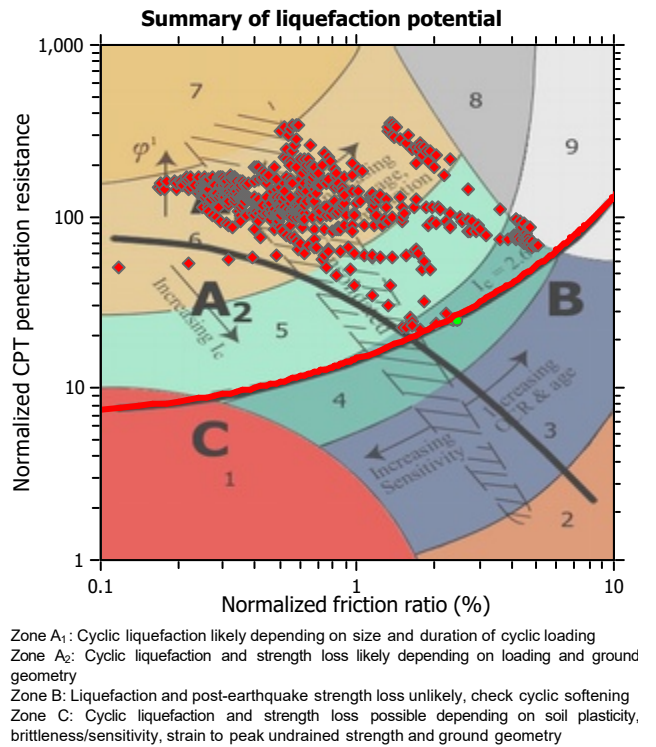 Summary of liquefaction potential
1,000
7
8
9
φ'
100
6
A2
Increasing Ic
Ic = 2.6
B
5
10
4
Increasing
OCR & age
3
Increasing
Sensitivity
C
1
2
1
0.1
1
10
Normalized CPT penetration resistance
Normalized friction ratio (%)
Zone A1: Cyclic liquefaction likely depending on size and duration of cyclic loading
Zone A2: Cyclic liquefaction and strength loss likely depending on loading and ground
geometry
Zone B: Liquefaction and post-earthquake strength loss unlikely, check cyclic softening
Zone C: Cyclic liquefaction and strength loss possible depending on soil plasticity,
brittleness/sensitivity, strain to peak undrained strength and ground geometry